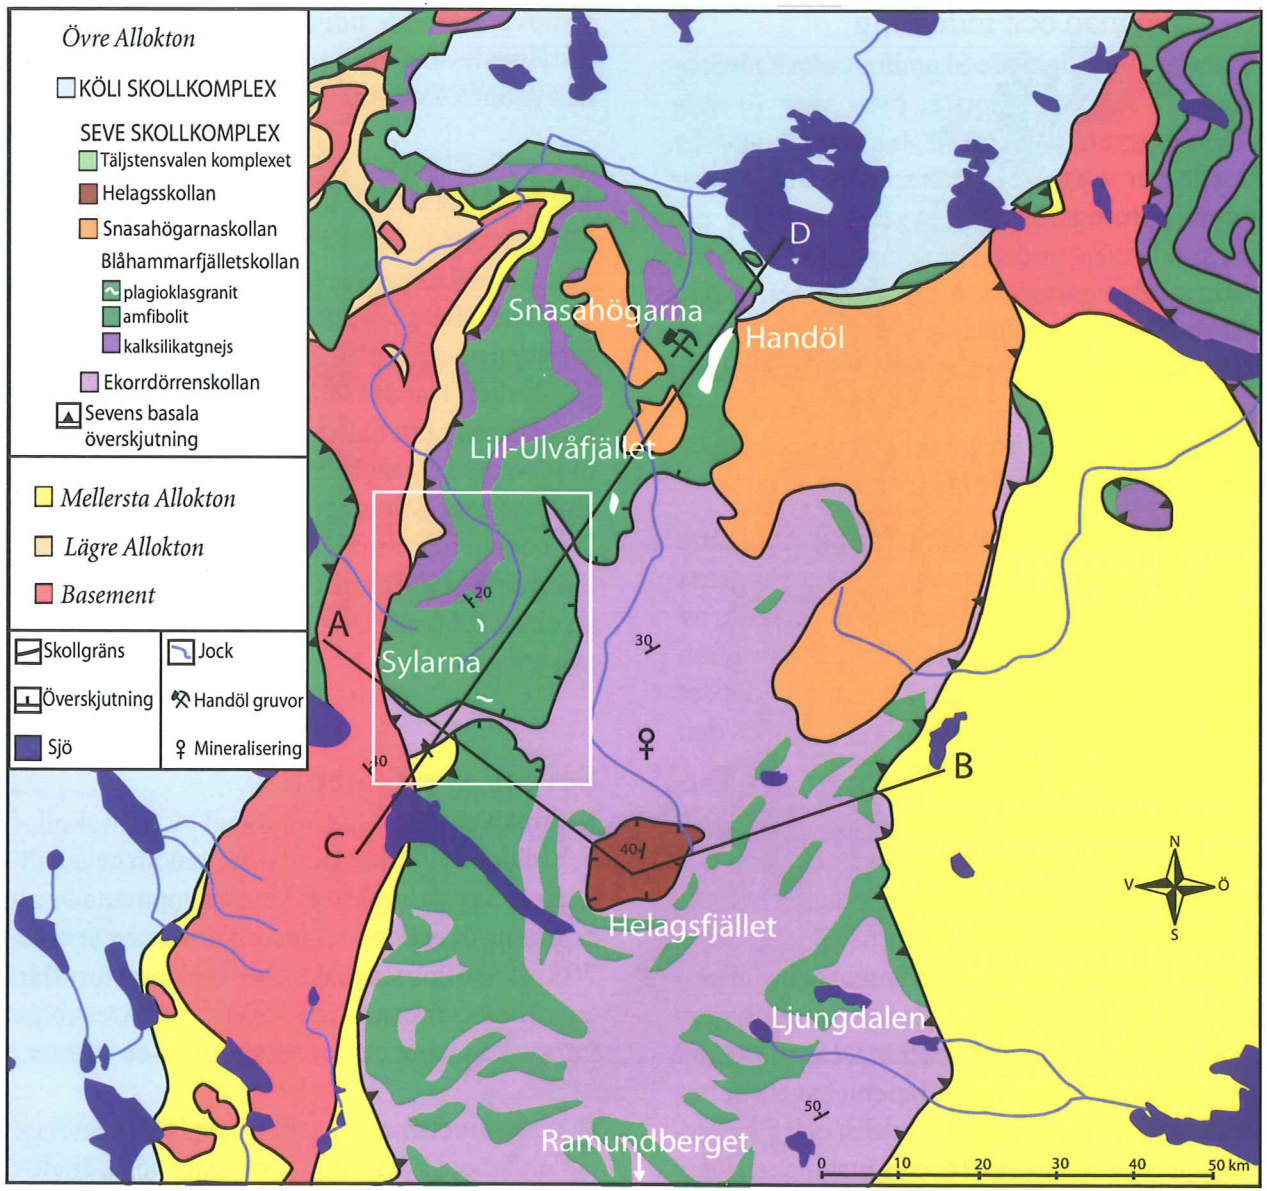 Övre Allokton
KÖLI SKOLLKOMPLEX
SEVE SKOLLKOMPLEX
Täljstensvalen komplexet
Helagsskollan
Snasahögarnaskollan
Blåhammarfjälletskollan
plagioklasgranit
amfibolit
kalksilikatgnejs
Ekorrdörrenskollan
Sevens basala
överskjutning
Mellersta Allokton
Lägre Allokton
Basement
Skollgräns
Jock
Överskjutning
Handöl gruvor
Sjö
Mineralisering
D
Snasahögarna
Handöl
Lill-Ulvåfjället
20
A
30
Sylarna
40
B
C
40
N
V
Ö
S
Helagsfjället
Ljungdalen
50
Ramundberget
0 10 20 30 40 50 km